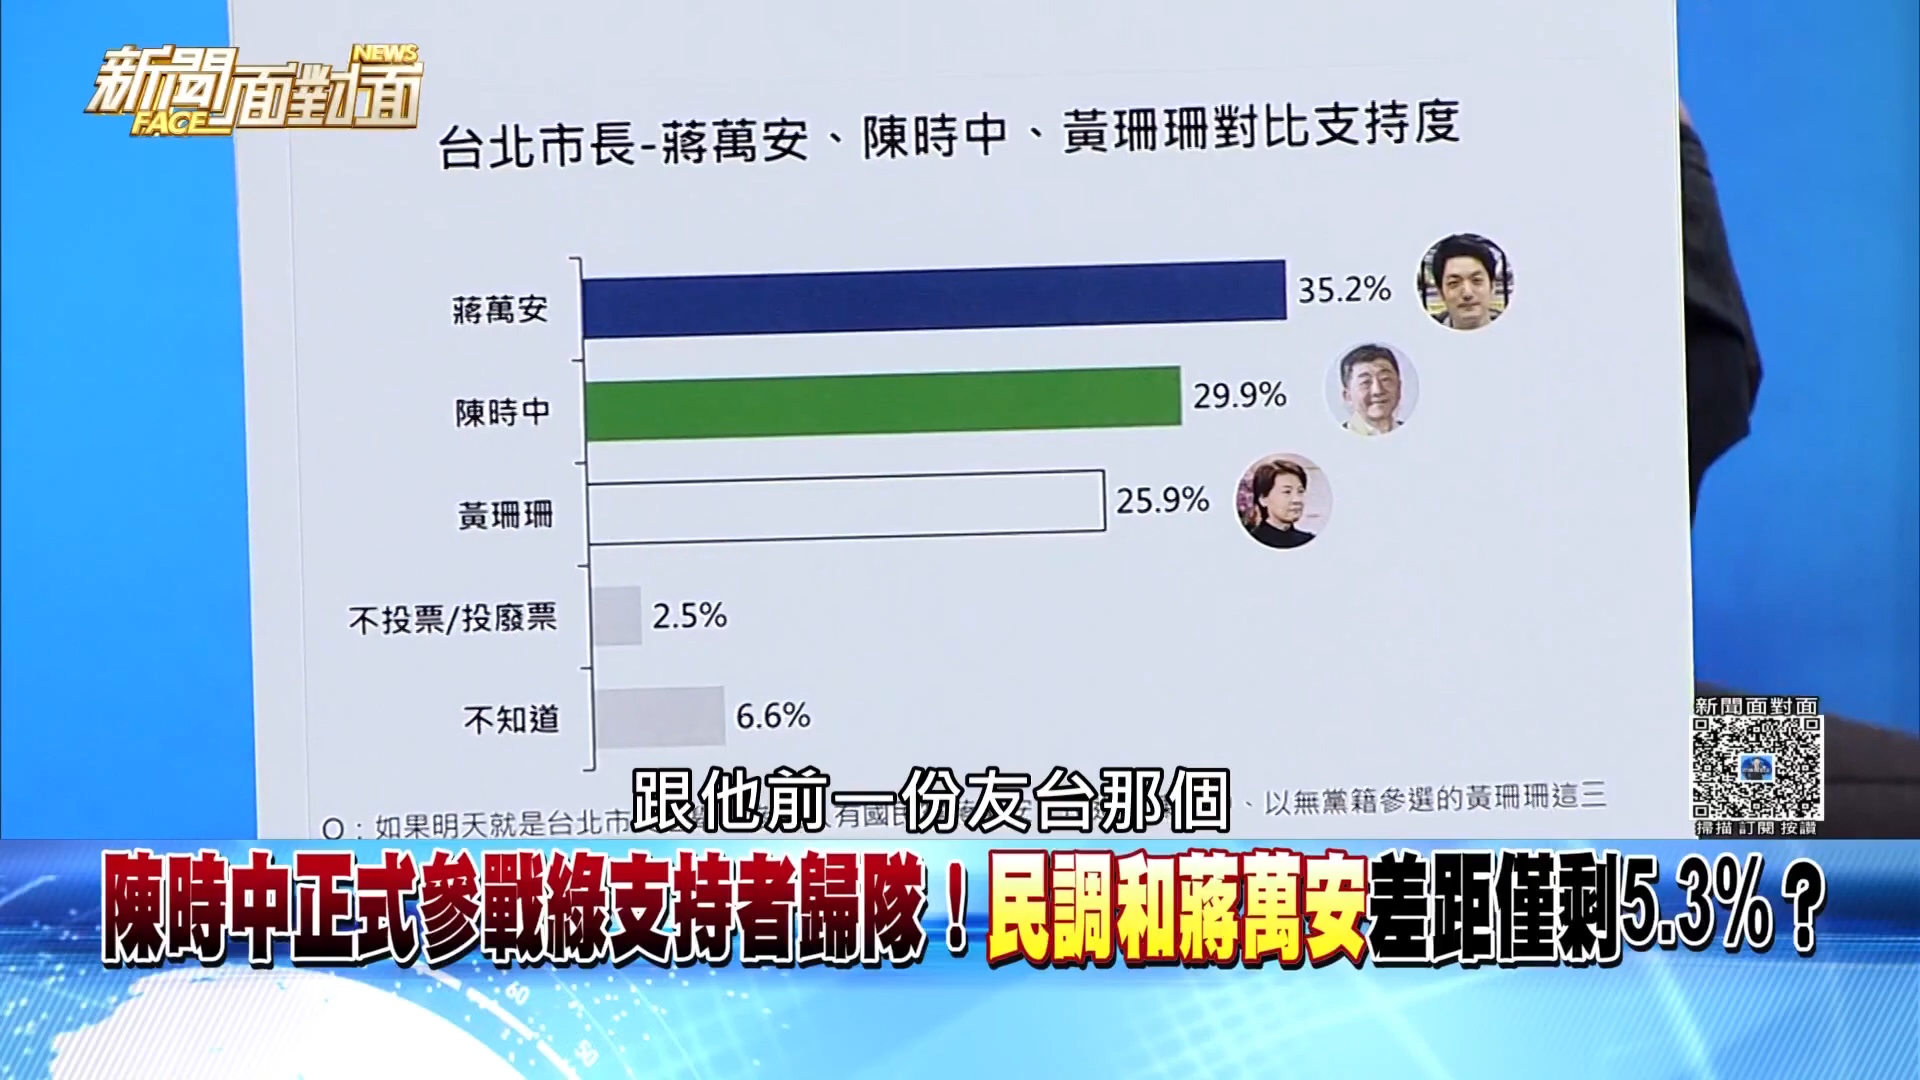 新聞面對面
NEWS
FACE
台北市長-蔣萬安、陳時中、黃珊珊對比支持度
蔣萬安 35.2%
陳時中 29.9%
黃珊珊 25.9%
不投票/投廢票 2.5%
不知道 6.6%
Q：如果明天就是台北市
有國民
、以無黨籍參選的黃珊珊這三
跟他前一份友台那個
新聞面對面
掃描 訂閱 按讚
陳時中正式參戰綠支持者歸隊！民調和蔣萬安差距僅剩5.3%？
60
50